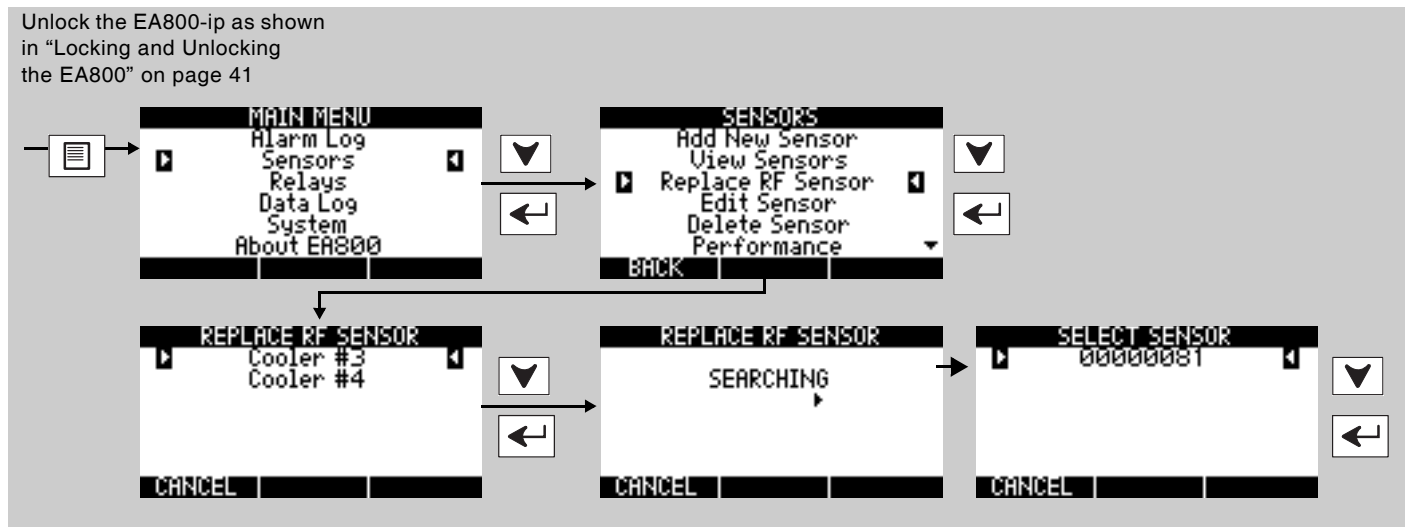 Unlock the EA800-ip as shown
in “Locking and Unlocking
the EA800” on page 41
MAIN MENU
Alarm Log
Sensors
Relays
Data Log
System
About EA800
SENSORS
Add New Sensor
View Sensors
Replace RF Sensor
Edit Sensor
Delete Sensor
Performance
BACK
REPLACE RF SENSOR
Cooler #3
Cooler #4
CANCEL
REPLACE RF SENSOR
SEARCHING
CANCEL
SELECT SENSOR
00000081
CANCEL